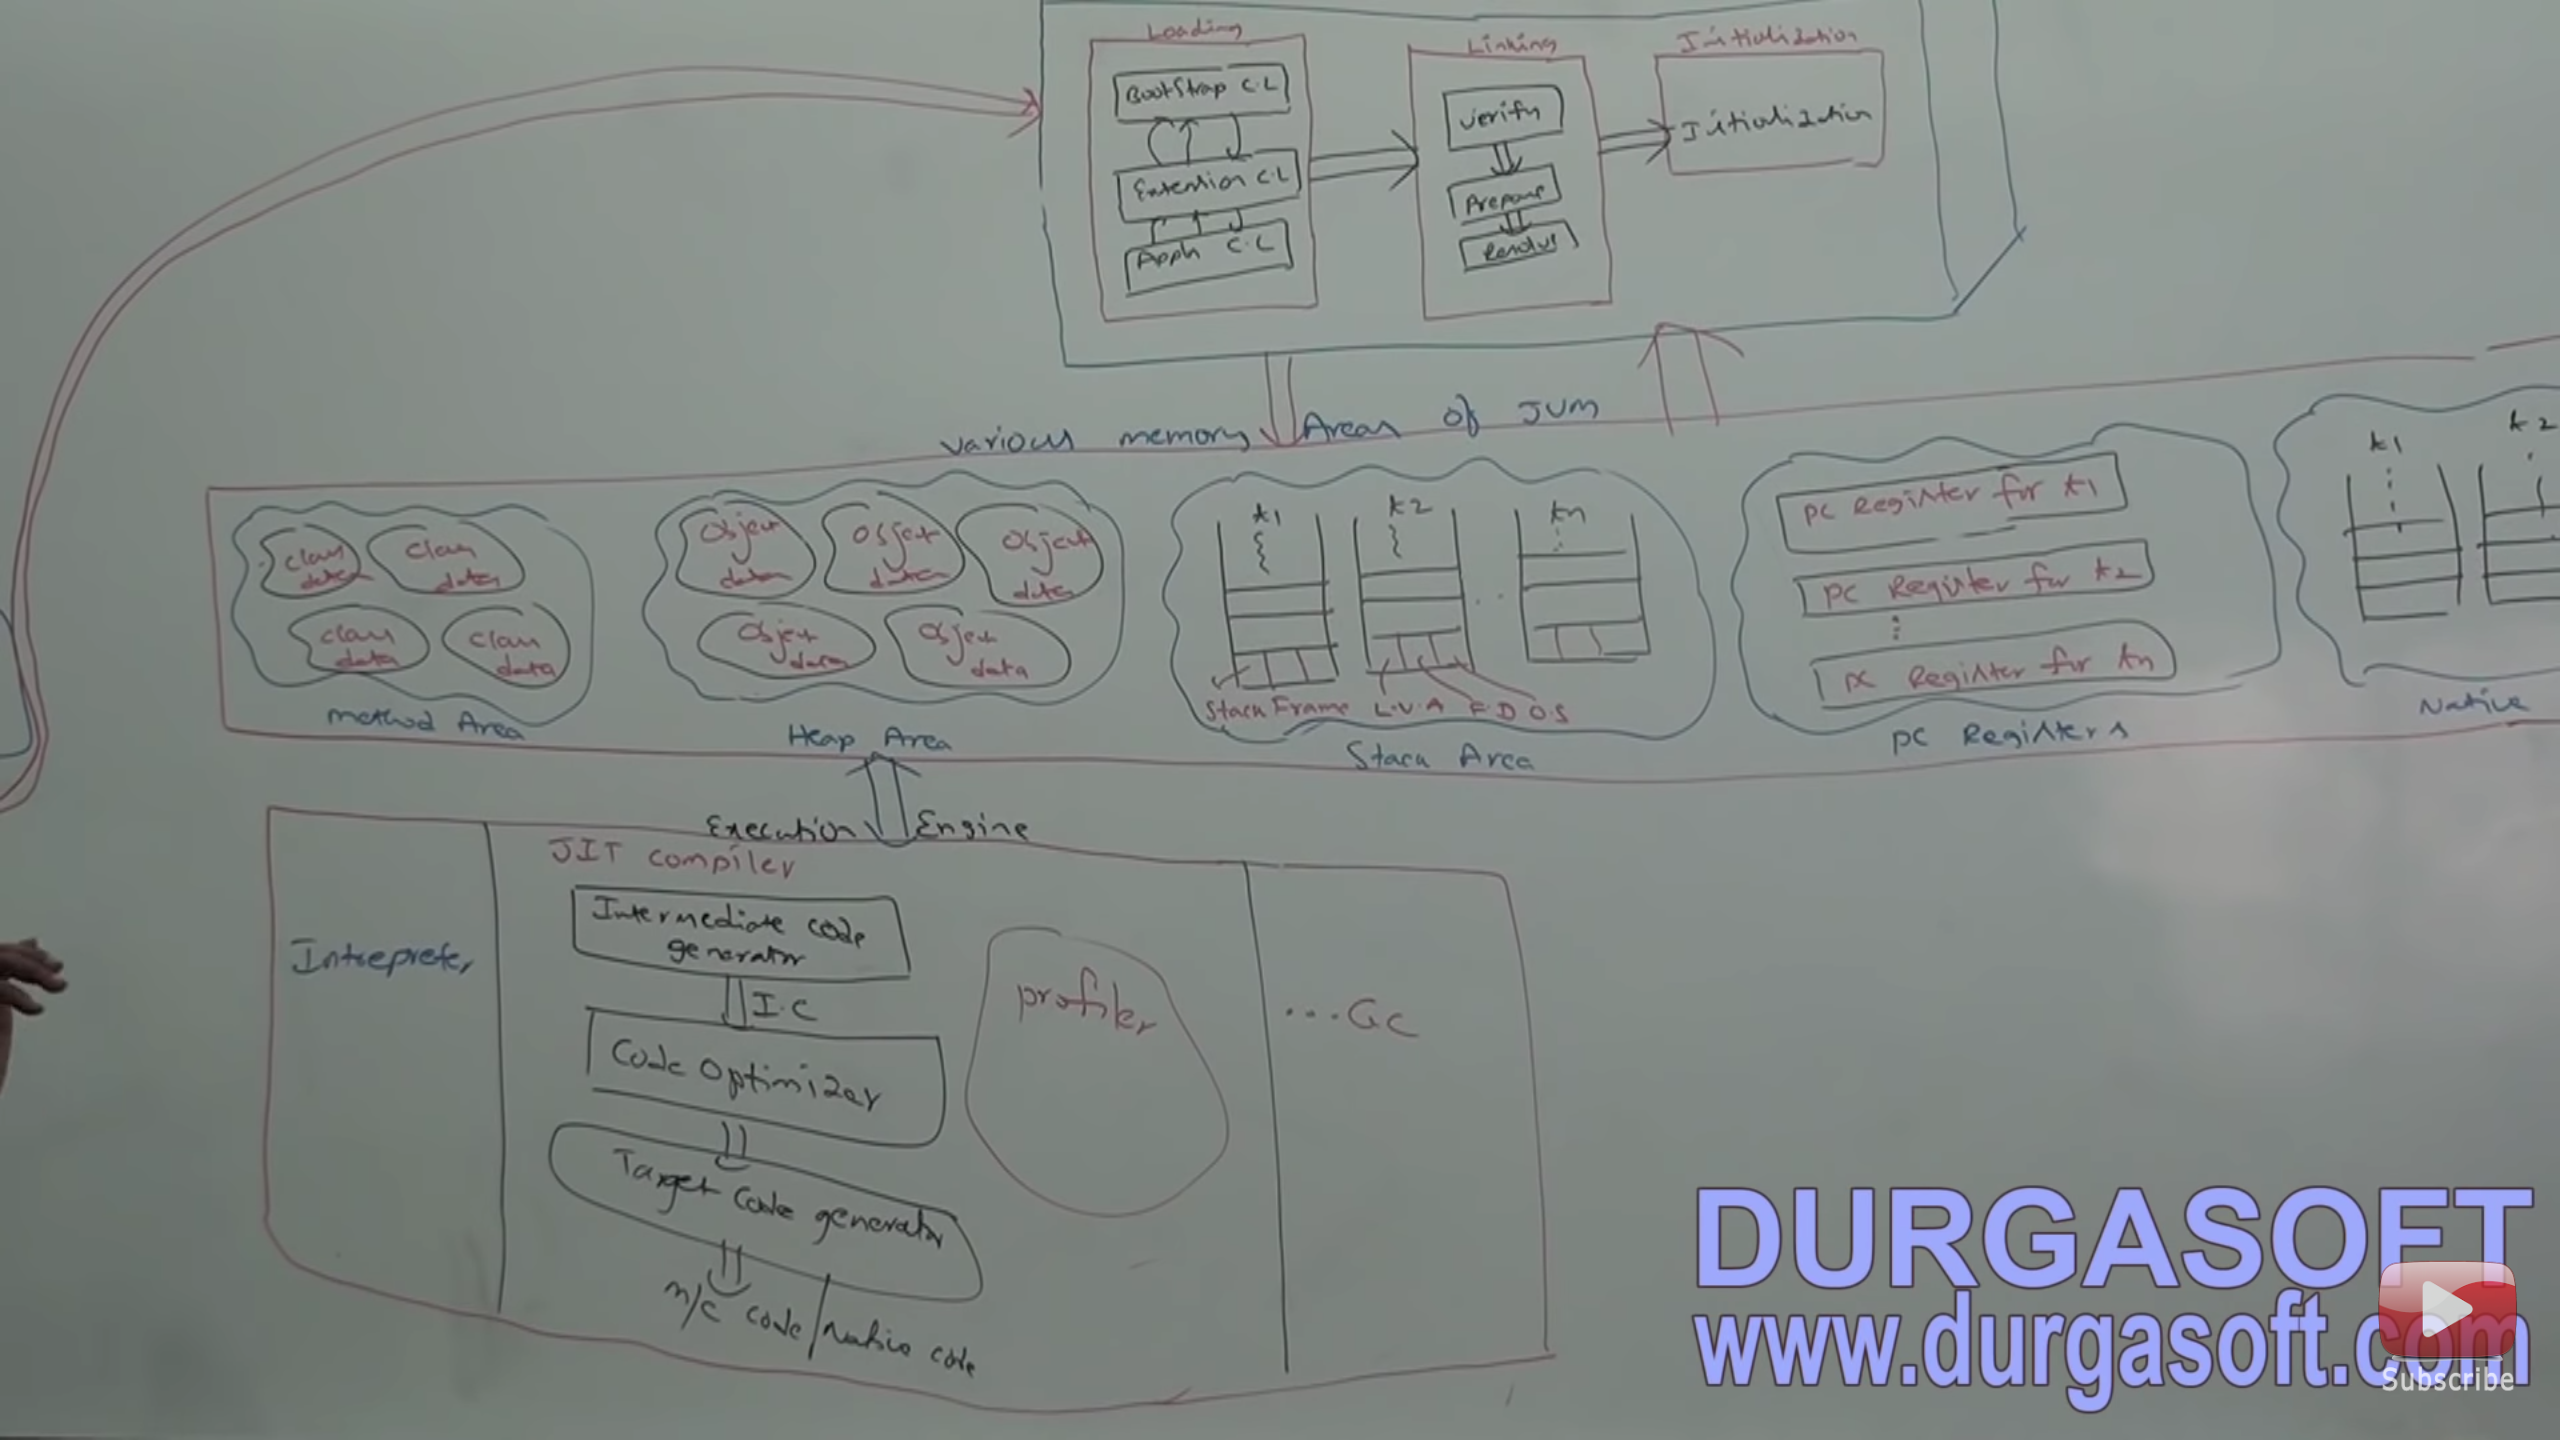 Loading
Bootstrap C.L
Extention C.L
Appln C.L
Linking
Verify
Prepare
Resolve
Initialization
Initialization
Various memory Areas of JVM
class data
class data
class data
class data
Method Area
Object data
Object data
Object data
Object data
Object data
Heap Area
t1
t2
tn
Stack Frame L.V.A F.D O.S
Stack Area
PC Register for t1
PC Register for t2
PC Register for tn
PC Registers
t1
t2
Native
Execution Engine
Intrepreter
JIT compiler
Intermediate code
generator
I.C
Code Optimizer
Target code generator
m/c code/native code
profiler
...GC
DURGASOFT
www.durgasoft.com
Subscribe